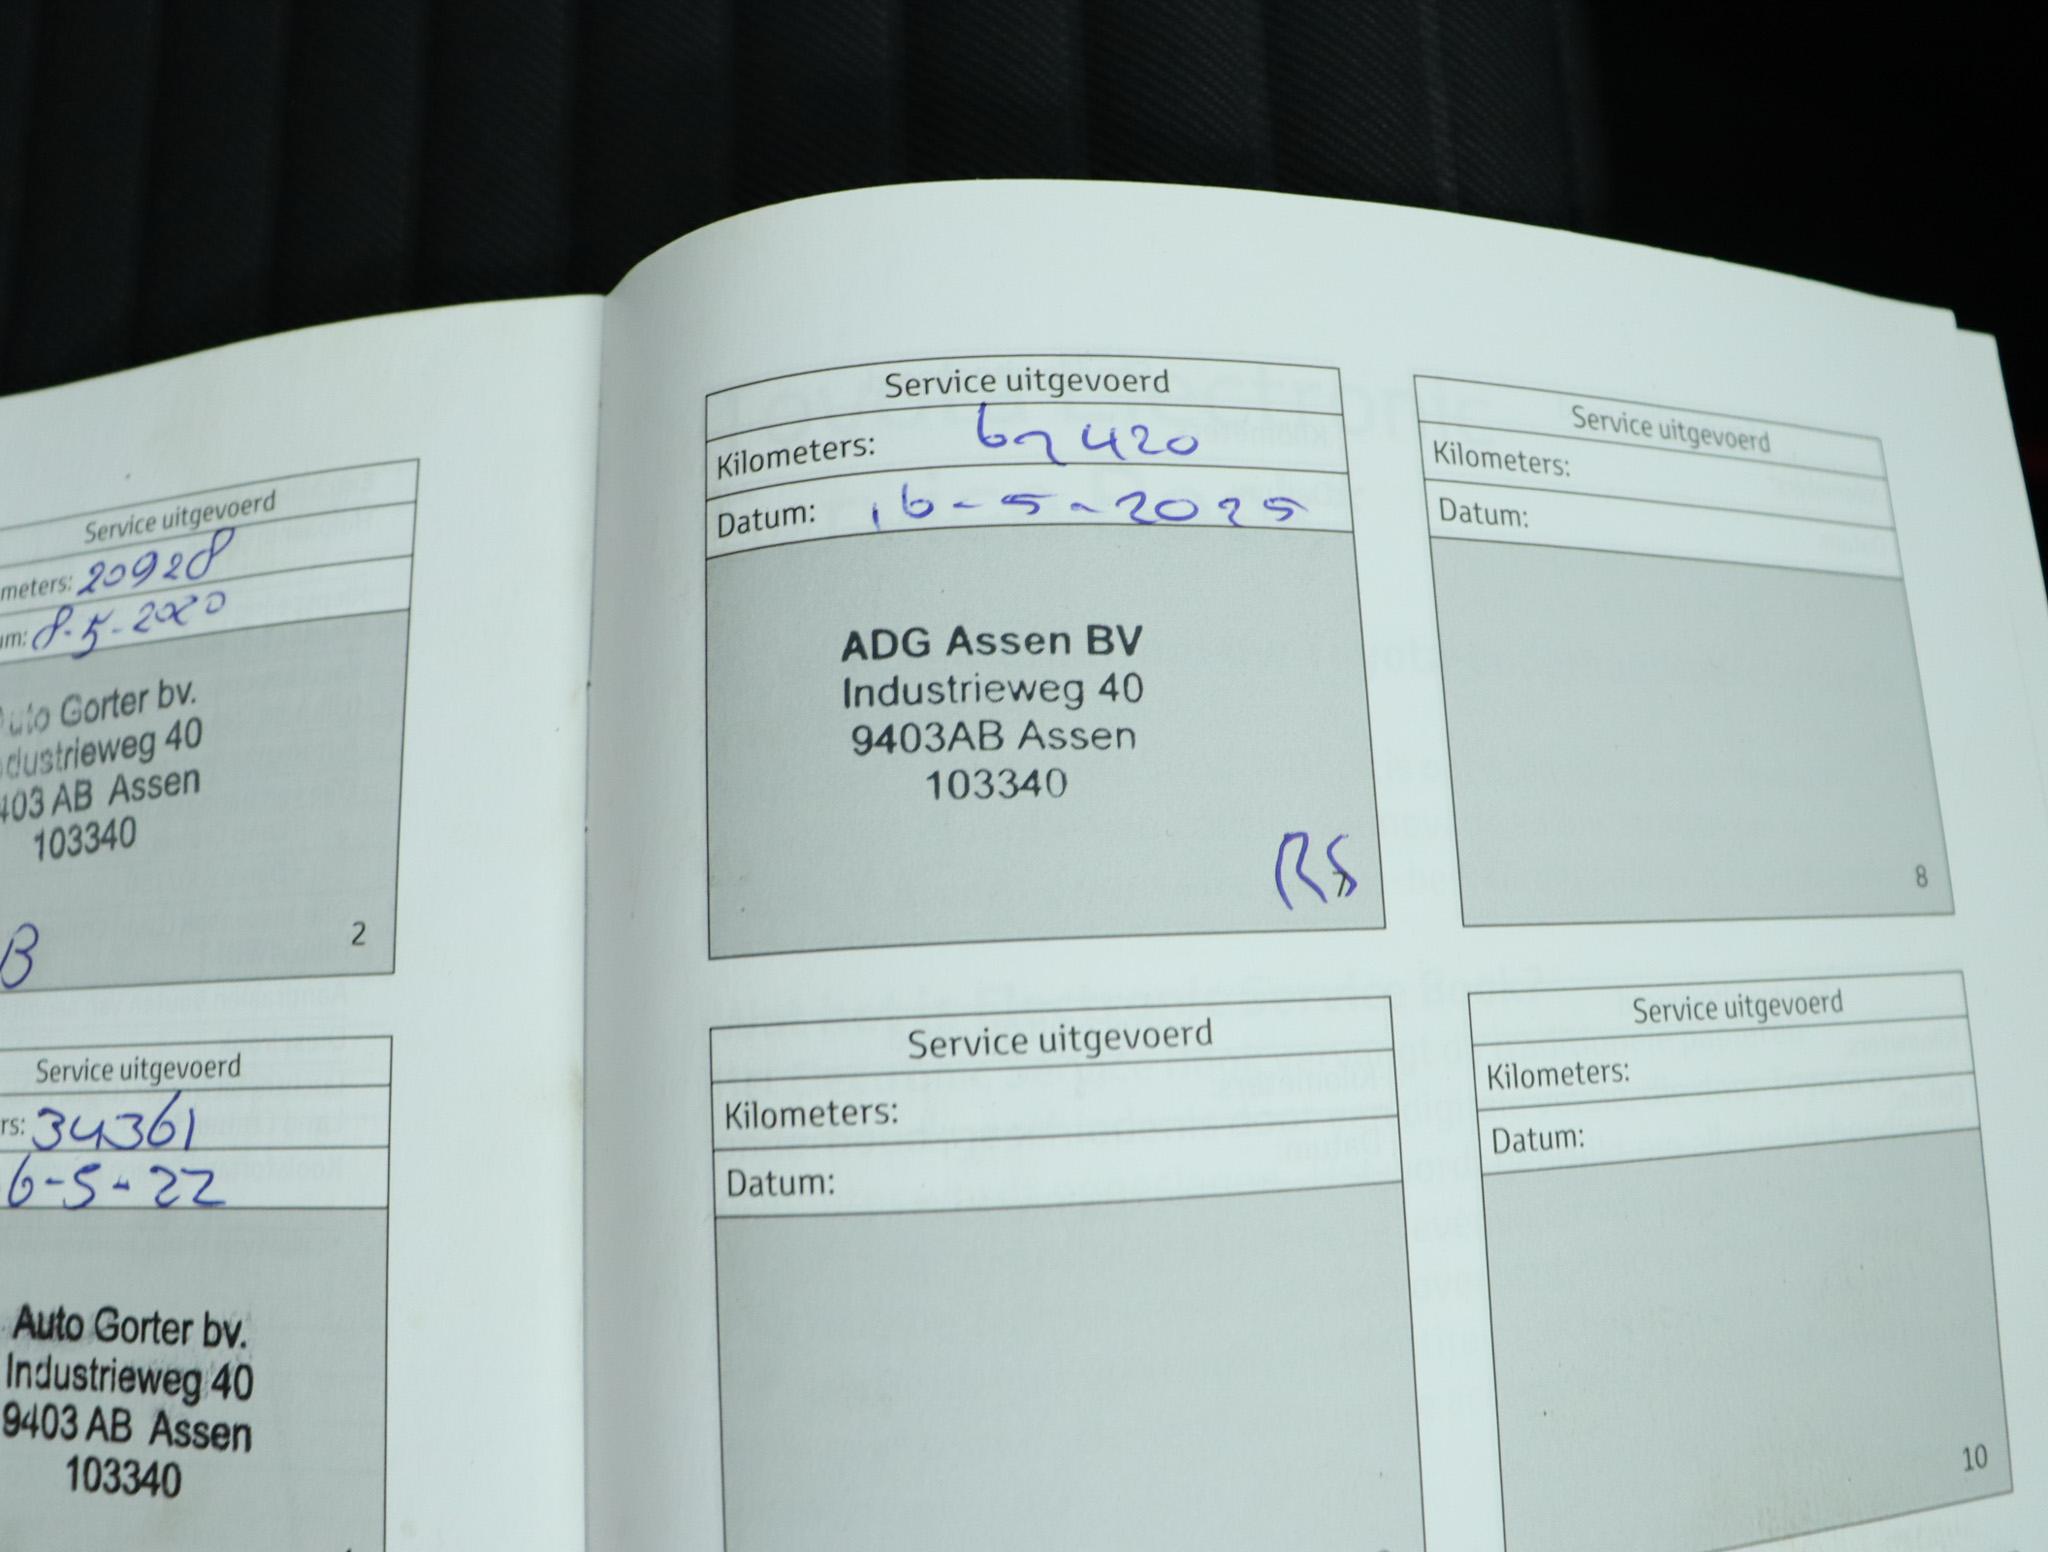 Service uitgevoerd
meters: 20928
um: 8-5-2020
Auto Gorter bv.
dustrieweg 40
403 AB Assen
103340
B
2
Service uitgevoerd
rs: 34361
6-5-22
Auto Gorter bv.
Industrieweg 40
9403 AB Assen
103340
Service uitgevoerd
Kilometers: 67420
Datum: 16-5-2025
ADG Assen BV
Industrieweg 40
9403AB Assen
103340
RS
7
Service uitgevoerd
Kilometers:
Datum:
8
Service uitgevoerd
Kilometers:
Datum:
Service uitgevoerd
Kilometers:
Datum:
10